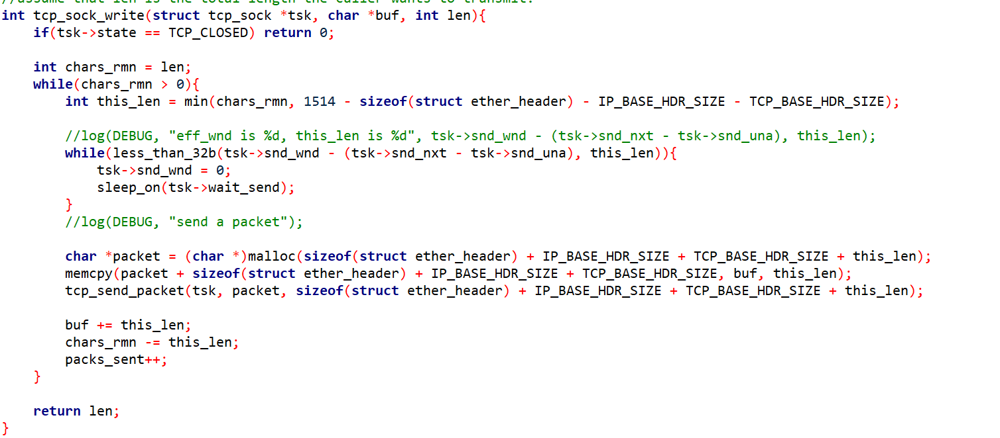 //assume that len is the total length the caller wants to transmit.
int tcp_sock_write(struct tcp_sock *tsk, char *buf, int len){
    if(tsk->state == TCP_CLOSED) return 0;

    int chars_rmn = len;
    while(chars_rmn > 0){
        int this_len = min(chars_rmn, 1514 - sizeof(struct ether_header) - IP_BASE_HDR_SIZE - TCP_BASE_HDR_SIZE);

        //log(DEBUG, "eff_wnd is %d, this_len is %d", tsk->snd_wnd - (tsk->snd_nxt - tsk->snd_una), this_len);
        while(less_than_32b(tsk->snd_wnd - (tsk->snd_nxt - tsk->snd_una), this_len)){
            tsk->snd_wnd = 0;
            sleep_on(tsk->wait_send);
        }
        //log(DEBUG, "send a packet");

        char *packet = (char *)malloc(sizeof(struct ether_header) + IP_BASE_HDR_SIZE + TCP_BASE_HDR_SIZE + this_len);
        memcpy(packet + sizeof(struct ether_header) + IP_BASE_HDR_SIZE + TCP_BASE_HDR_SIZE, buf, this_len);
        tcp_send_packet(tsk, packet, sizeof(struct ether_header) + IP_BASE_HDR_SIZE + TCP_BASE_HDR_SIZE + this_len);

        buf += this_len;
        chars_rmn -= this_len;
        packs_sent++;
    }

    return len;
}